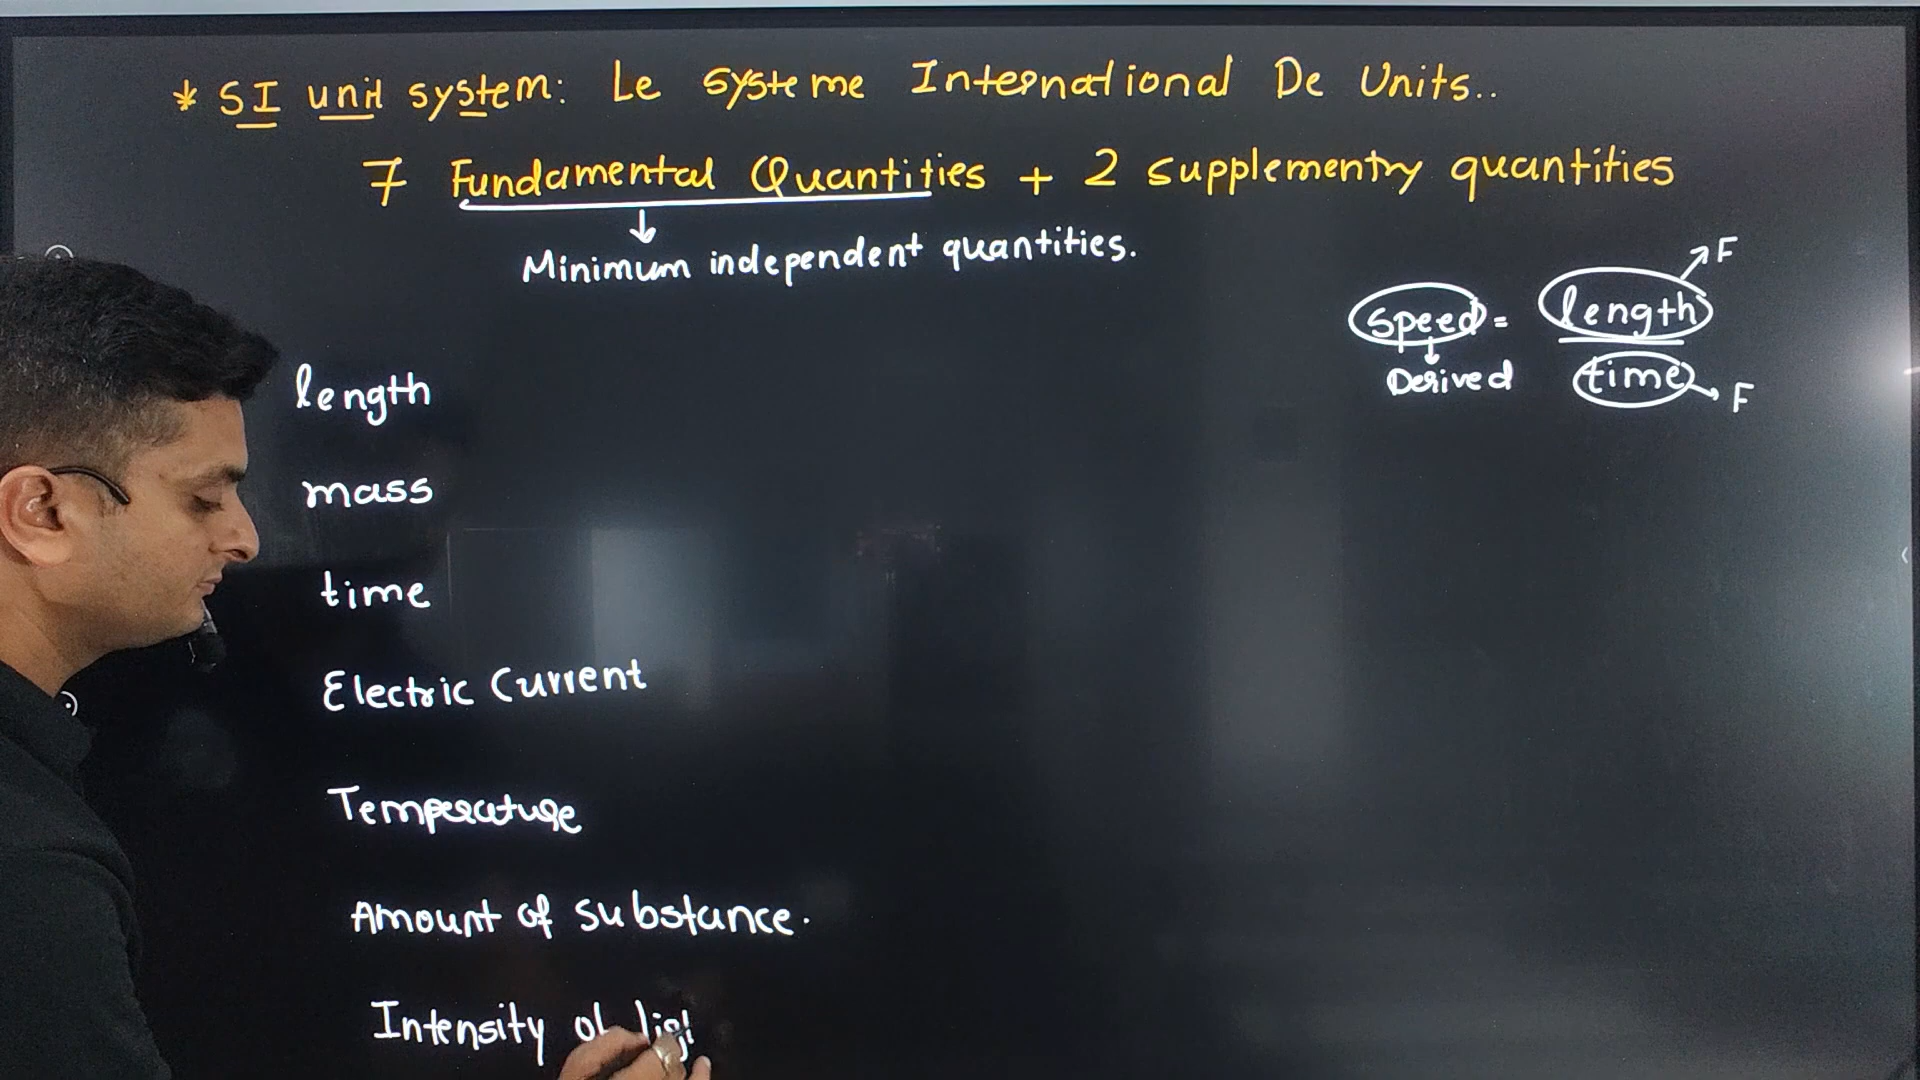 * SI unit system: Le systeme International De Units..
7 Fundamental Quantities + 2 supplementry quantities
↓
Minimum independent quantities.
speed = length → F
Derived time → F
length
mass
time
Electric Current
Temperature
Amount of substance.
Intensity of